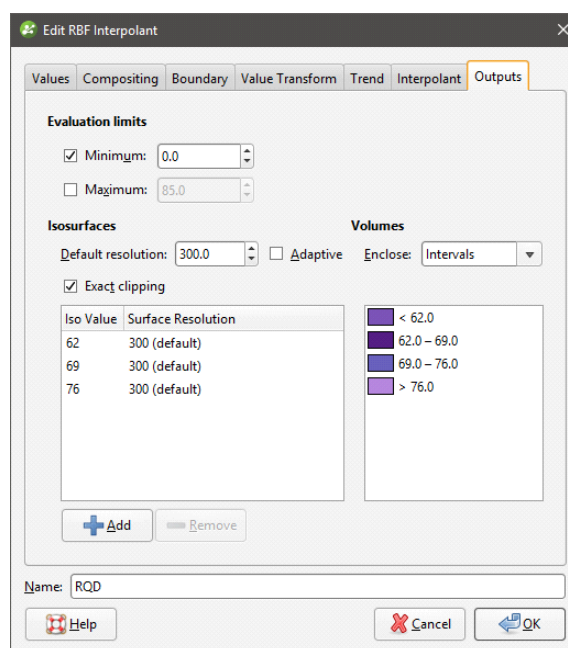 Edit RBF Interpolant
Values Compositing Boundary Value Transform Trend Interpolant Outputs
Evaluation limits
Minimum: 0.0
Maximum: 85.0
Isosurfaces Volumes
Default resolution: 300.0 Adaptive Enclose: Intervals
Exact clipping
Iso Value Surface Resolution
62 300 (default)
69 300 (default)
76 300 (default)
< 62.0
62.0 – 69.0
69.0 – 76.0
> 76.0
Add Remove
Name: RQD
Help Cancel OK